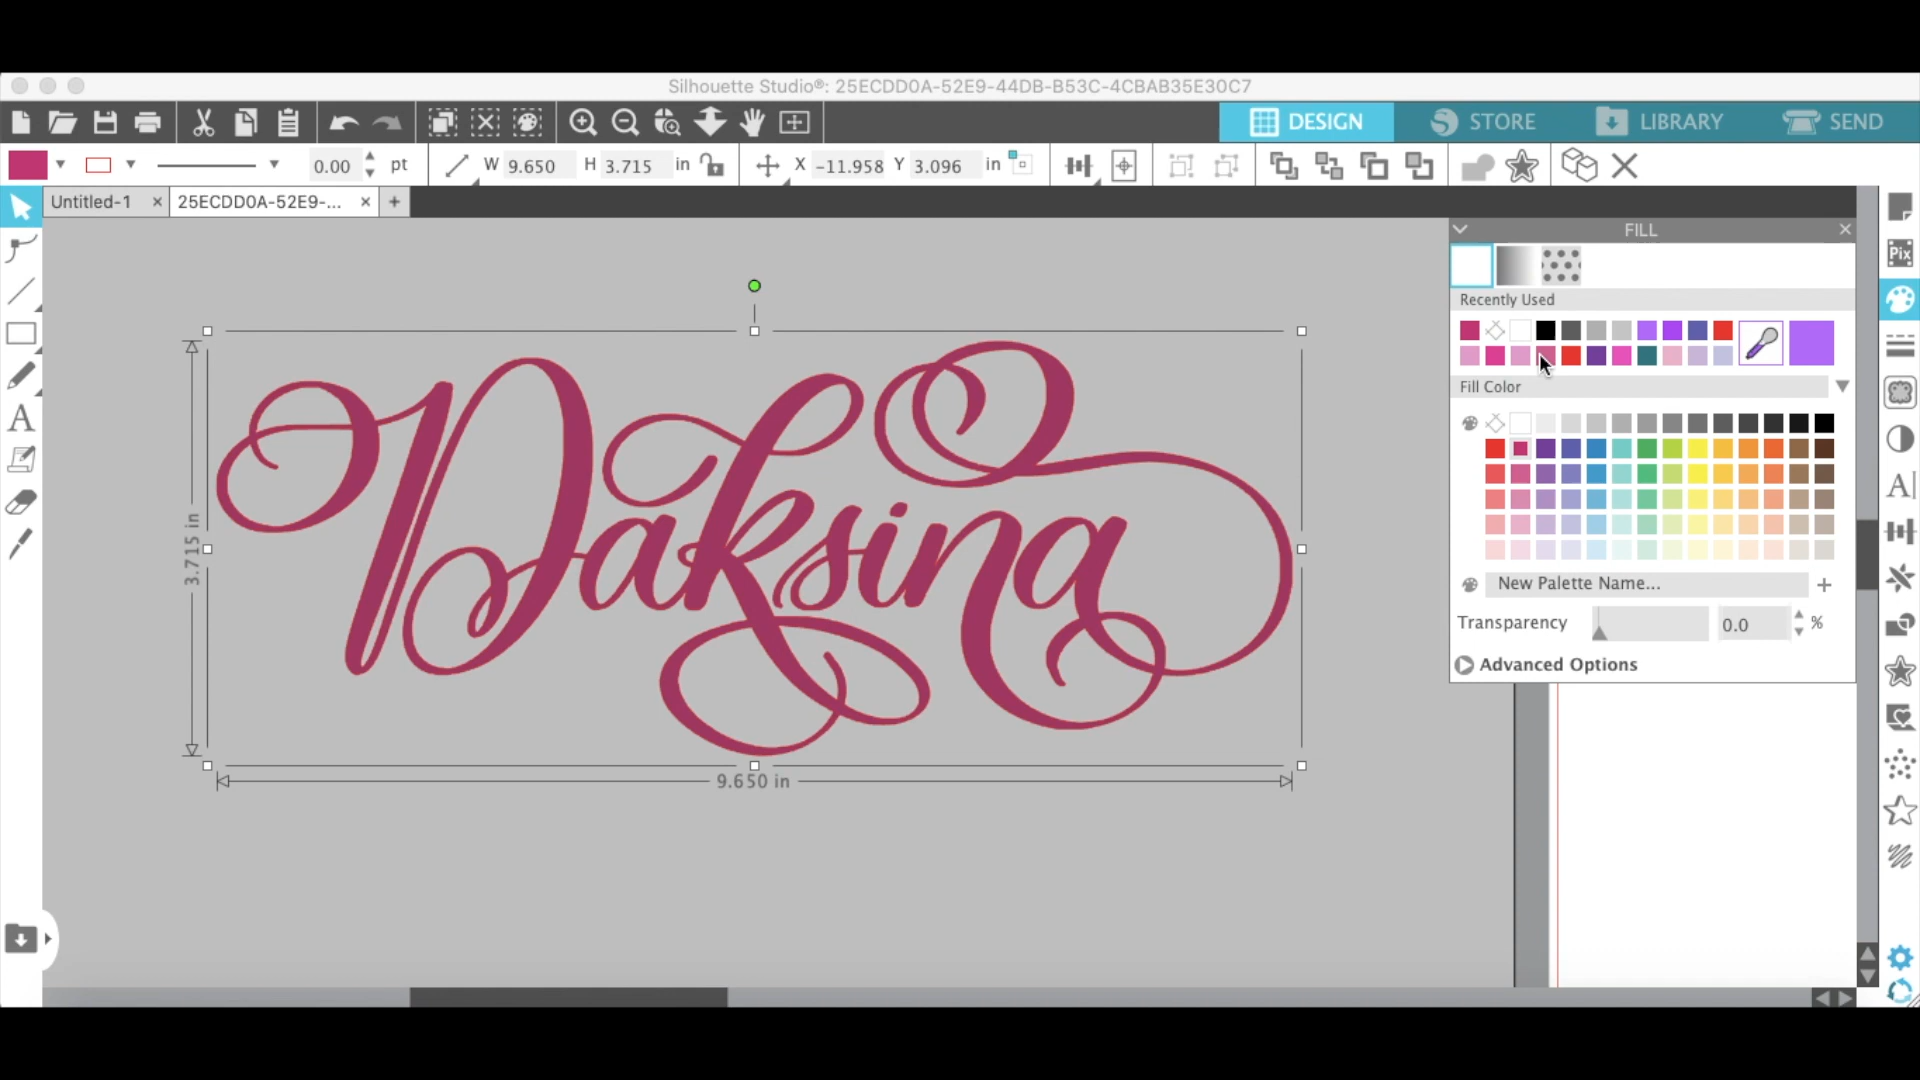 Silhouette Studio®: 25ECDD0A-52E9-44DB-B53C-4CBAB35E30C7
DESIGN STORE LIBRARY SEND
0.00 pt W 9.650 H 3.715 in X -11.958 Y 3.096 in
Untitled-1 × 25ECDD0A-52E9-... × +
FILL
Pix
Recently Used
Fill Color
Daksina
3.715 in
9.650 in
New Palette Name... +
Transparency 0.0 %
Advanced Options